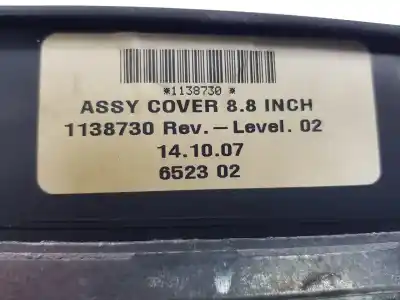 *1138730 *
ASSY COVER 8.8 INCH
1138730 Rev.-Level. 02
14.10.07
6523 02